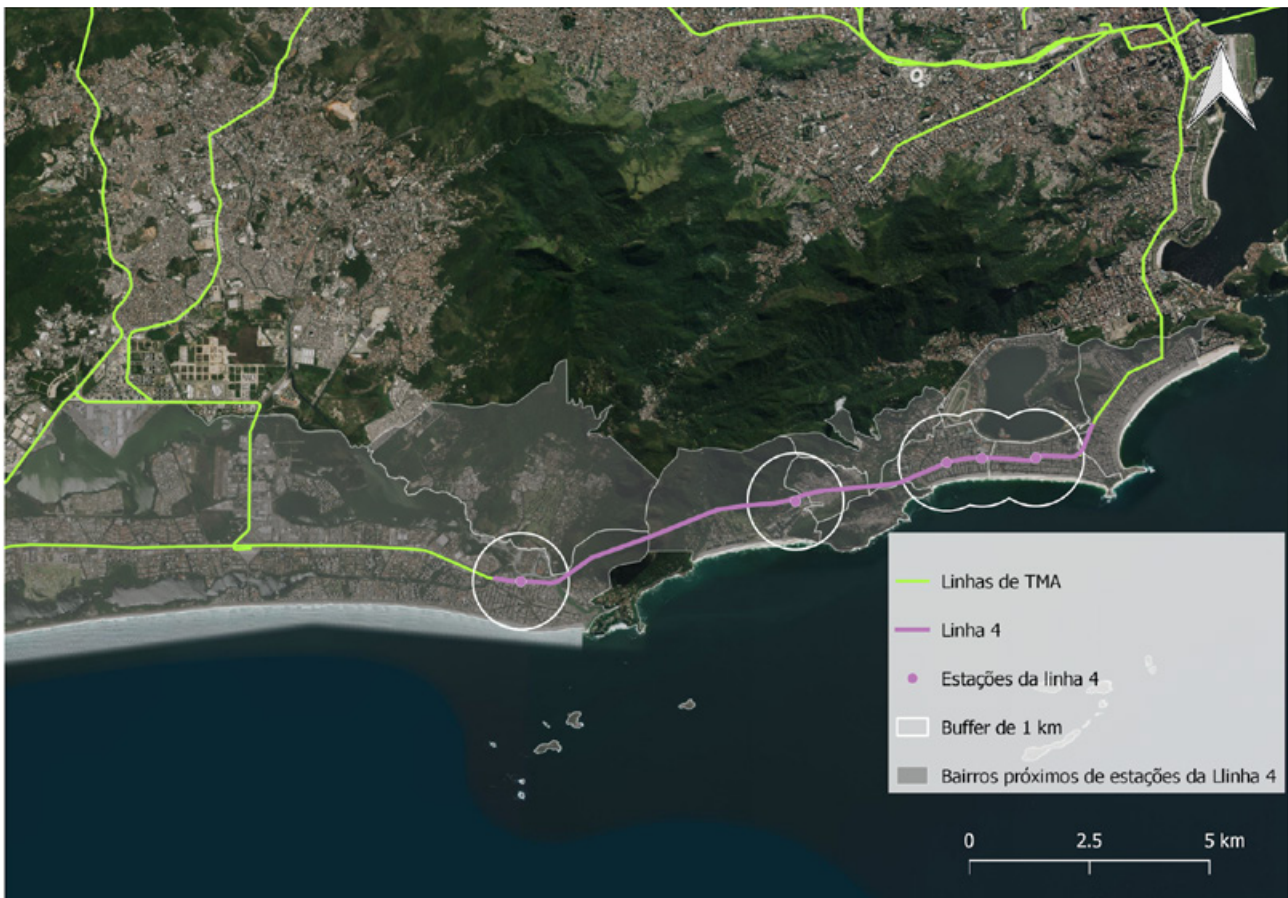 Linhas de TMA
Linha 4
Estações da linha 4
Buffer de 1 km
Bairros próximos de estações da Llinha 4
0 2.5 5 km